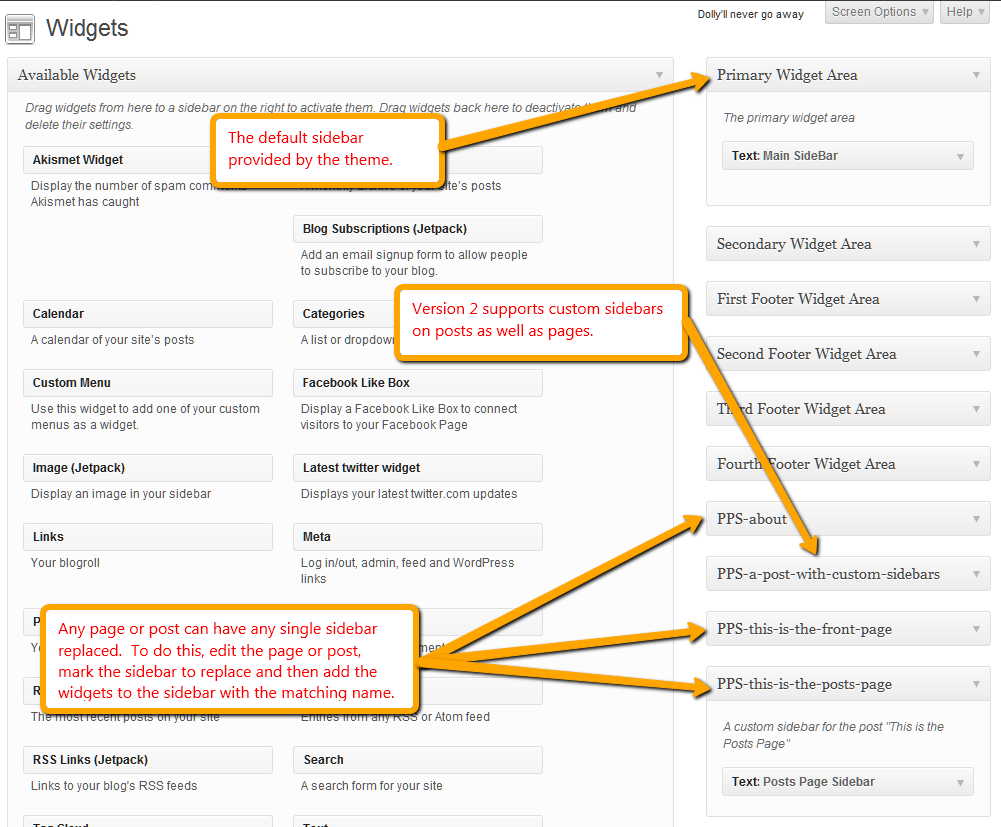 Dolly'll never go away
Screen Options
Help
Widgets
Available Widgets
Drag widgets from here to a sidebar on the right to activate them. Drag widgets back here to deactivate them and
delete their settings.
The default sidebar
provided by the theme.
Akismet Widget
Display the number of spam comments
Akismet has caught
A monthly archive of your site's posts
Blog Subscriptions (Jetpack)
Add an email signup form to allow people
to subscribe to your blog.
Version 2 supports custom sidebars
on posts as well as pages.
Calendar
A calendar of your site's posts
Categories
A list or dropdown
Custom Menu
Use this widget to add one of your custom
menus as a widget.
Facebook Like Box
Display a Facebook Like Box to connect
visitors to your Facebook Page
Image (Jetpack)
Display an image in your sidebar
Latest twitter widget
Displays your latest twitter.com updates
Links
Your blogroll
Meta
Log in/out, admin, feed and WordPress
links
Any page or post can have any single sidebar
replaced. To do this, edit the page or post,
mark the sidebar to replace and then add the
widgets to the sidebar with the matching name.
The most recent posts on your site
Entries from any RSS or Atom feed
RSS Links (Jetpack)
Links to your blog's RSS feeds
Search
A search form for your site
Tag Cloud
Text
Primary Widget Area
The primary widget area
Text: Main SideBar
Secondary Widget Area
First Footer Widget Area
Second Footer Widget Area
Third Footer Widget Area
Fourth Footer Widget Area
PPS-about
PPS-a-post-with-custom-sidebars
PPS-this-is-the-front-page
PPS-this-is-the-posts-page
A custom sidebar for the post "This is the
Posts Page"
Text: Posts Page Sidebar